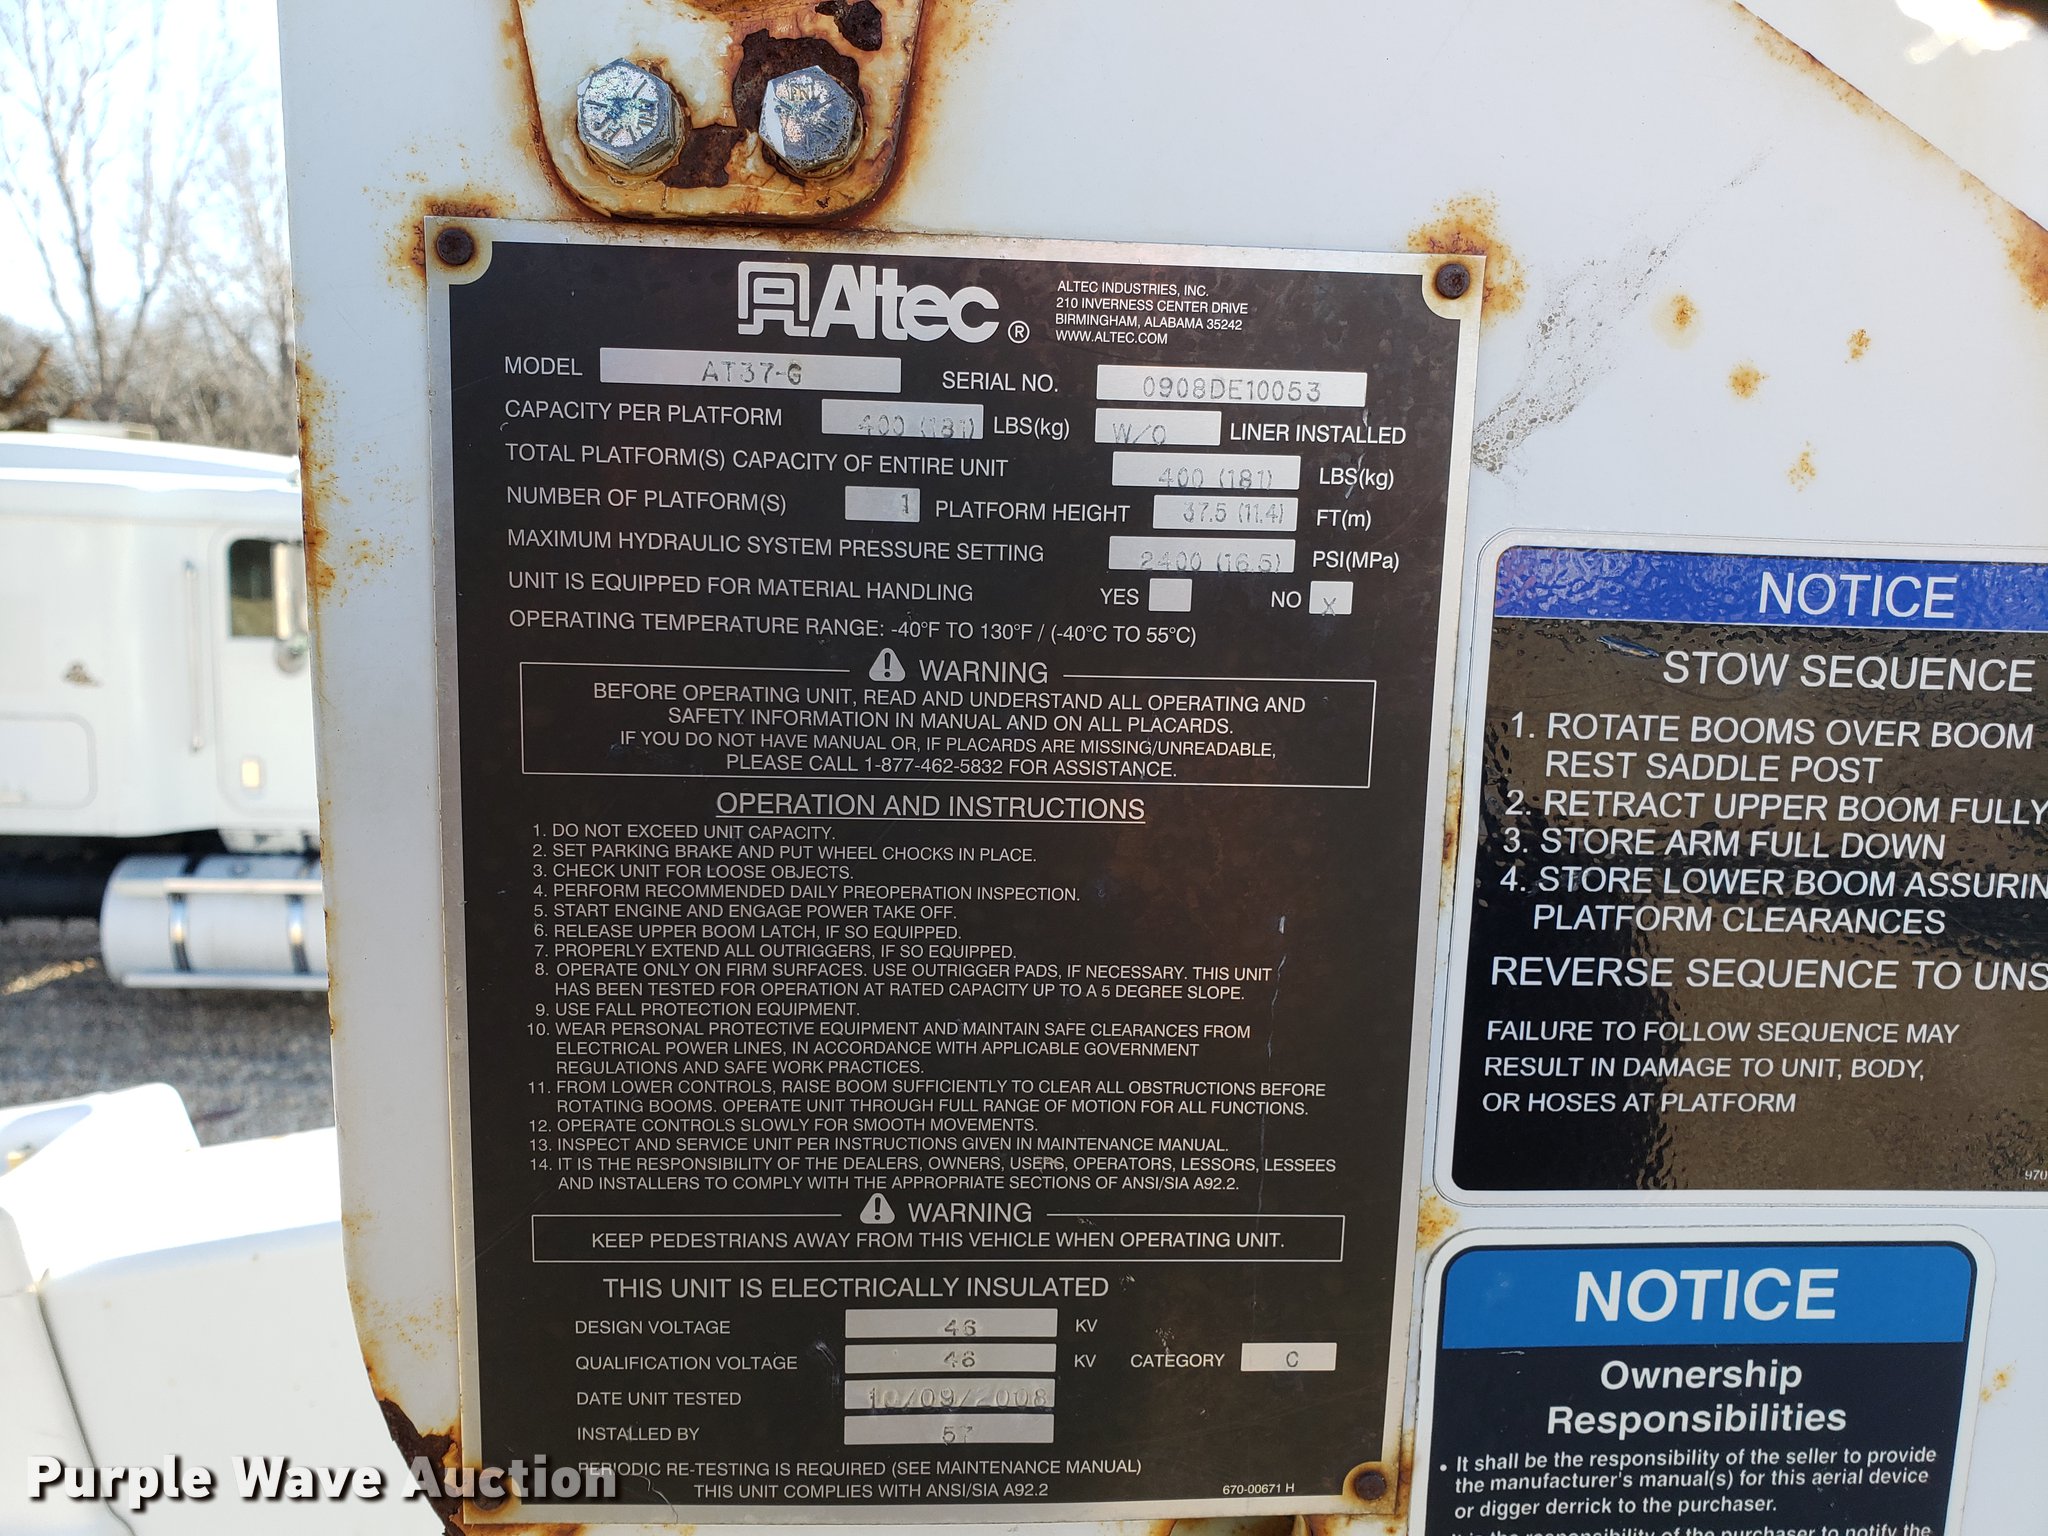 Altec®
ALTEC INDUSTRIES, INC.
210 INVERNESS CENTER DRIVE
BIRMINGHAM, ALABAMA 35242
WWW.ALTEC.COM
MODEL AT37-G SERIAL NO. 0908DE10053
CAPACITY PER PLATFORM 400 (181) LBS(kg) W/O LINER INSTALLED
TOTAL PLATFORM(S) CAPACITY OF ENTIRE UNIT 400 (181) LBS(kg)
NUMBER OF PLATFORM(S) 1 PLATFORM HEIGHT 37.5 (11.4) FT(m)
MAXIMUM HYDRAULIC SYSTEM PRESSURE SETTING 2400 (16.5) PSI(MPa)
UNIT IS EQUIPPED FOR MATERIAL HANDLING YES NO X
OPERATING TEMPERATURE RANGE: -40°F TO 130°F / (-40°C TO 55°C)
WARNING
BEFORE OPERATING UNIT, READ AND UNDERSTAND ALL OPERATING AND
SAFETY INFORMATION IN MANUAL AND ON ALL PLACARDS.
IF YOU DO NOT HAVE MANUAL OR, IF PLACARDS ARE MISSING/UNREADABLE,
PLEASE CALL 1-877-462-5832 FOR ASSISTANCE.
OPERATION AND INSTRUCTIONS
1. DO NOT EXCEED UNIT CAPACITY.
2. SET PARKING BRAKE AND PUT WHEEL CHOCKS IN PLACE.
3. CHECK UNIT FOR LOOSE OBJECTS.
4. PERFORM RECOMMENDED DAILY PREOPERATION INSPECTION.
5. START ENGINE AND ENGAGE POWER TAKE OFF.
6. RELEASE UPPER BOOM LATCH, IF SO EQUIPPED.
7. PROPERLY EXTEND ALL OUTRIGGERS, IF SO EQUIPPED.
8. OPERATE ONLY ON FIRM SURFACES. USE OUTRIGGER PADS, IF NECESSARY. THIS UNIT
HAS BEEN TESTED FOR OPERATION AT RATED CAPACITY UP TO A 5 DEGREE SLOPE.
9. USE FALL PROTECTION EQUIPMENT.
10. WEAR PERSONAL PROTECTIVE EQUIPMENT AND MAINTAIN SAFE CLEARANCES FROM
ELECTRICAL POWER LINES, IN ACCORDANCE WITH APPLICABLE GOVERNMENT
REGULATIONS AND SAFE WORK PRACTICES.
11. FROM LOWER CONTROLS, RAISE BOOM SUFFICIENTLY TO CLEAR ALL OBSTRUCTIONS BEFORE
ROTATING BOOMS. OPERATE UNIT THROUGH FULL RANGE OF MOTION FOR ALL FUNCTIONS.
12. OPERATE CONTROLS SLOWLY FOR SMOOTH MOVEMENTS.
13. INSPECT AND SERVICE UNIT PER INSTRUCTIONS GIVEN IN MAINTENANCE MANUAL.
14. IT IS THE RESPONSIBILITY OF THE DEALERS, OWNERS, USERS, OPERATORS, LESSORS, LESSEES
AND INSTALLERS TO COMPLY WITH THE APPROPRIATE SECTIONS OF ANSI/SIA A92.2.
WARNING
KEEP PEDESTRIANS AWAY FROM THIS VEHICLE WHEN OPERATING UNIT.
THIS UNIT IS ELECTRICALLY INSULATED
DESIGN VOLTAGE 46 KV
QUALIFICATION VOLTAGE 46 KV CATEGORY C
DATE UNIT TESTED 10/09/2008
INSTALLED BY 57
PERIODIC RE-TESTING IS REQUIRED (SEE MAINTENANCE MANUAL)
THIS UNIT COMPLIES WITH ANSI/SIA A92.2 670-00671 H
NOTICE
STOW SEQUENCE
1. ROTATE BOOMS OVER BOOM
REST SADDLE POST
2. RETRACT UPPER BOOM FULLY
3. STORE ARM FULL DOWN
4. STORE LOWER BOOM ASSURIN
PLATFORM CLEARANCES
REVERSE SEQUENCE TO UNS
FAILURE TO FOLLOW SEQUENCE MAY
RESULT IN DAMAGE TO UNIT, BODY,
OR HOSES AT PLATFORM
970
NOTICE
Ownership
Responsibilities
• It shall be the responsibility of the seller to provide
the manufacturer's manual(s) for this aerial device
or digger derrick to the purchaser.
responsibility of the purchaser to notify the
Purple Wave Auction